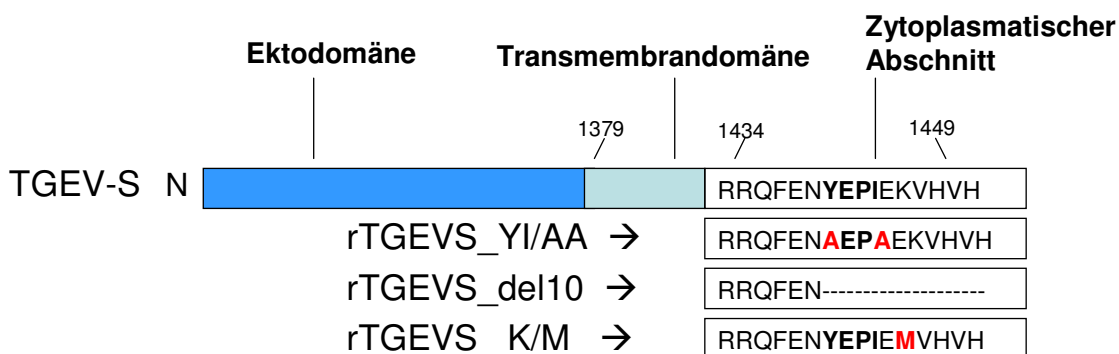 Ektodomäne
Transmembrandomäne
Zytoplasmatischer
Abschnitt
1379
1434
1449
TGEV-S N
RRQFENYEPIEKVHVH
rTGEVS_YI/AA →
RRQFENAEPAEKVHVH
rTGEVS_del10 →
RRQFEN--------------------
rTGEVS K/M →
RRQFENYEPIEMVHVH